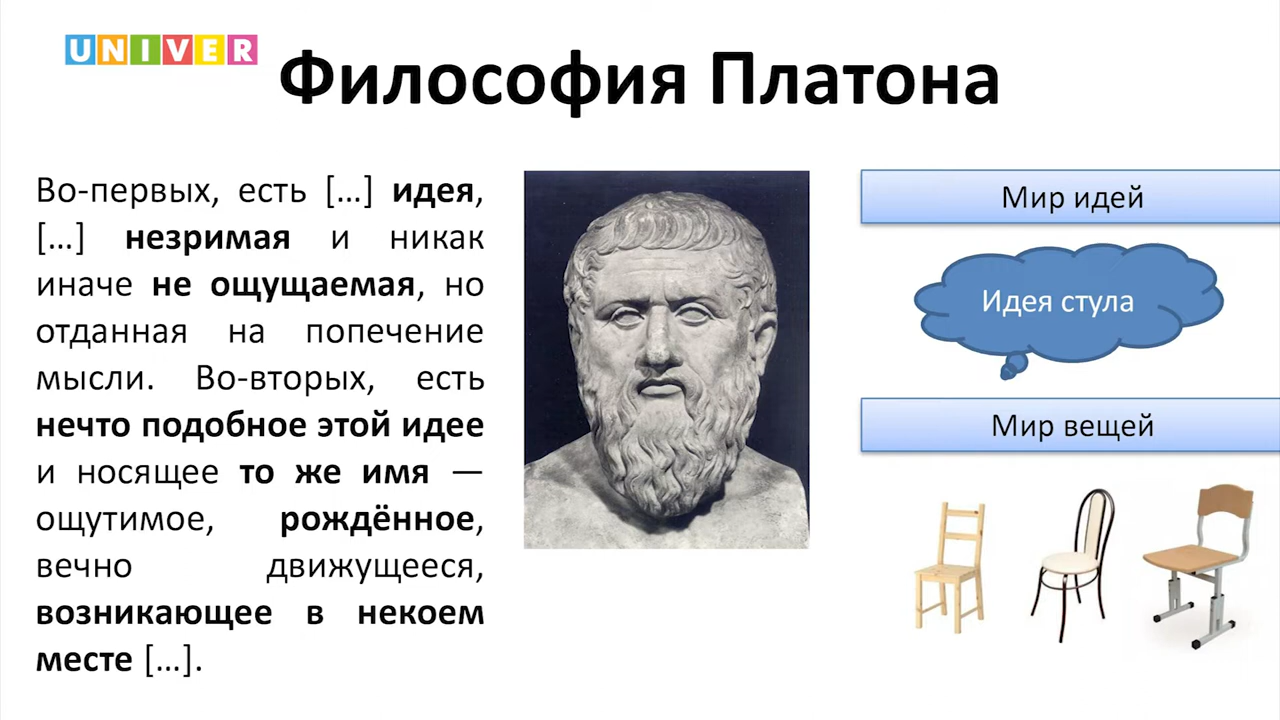 UNIVER
Философия Платона
Во-первых, есть [...] идея,
[...] незримая и никак
иначе не ощущаемая, но
отданная на попечение
мысли. Во-вторых, есть
нечто подобное этой идее
и носящее то же имя —
ощутимое, рождённое,
вечно движущееся,
возникающее в некоем
месте [...].
Мир идей
Идея стула
Мир вещей